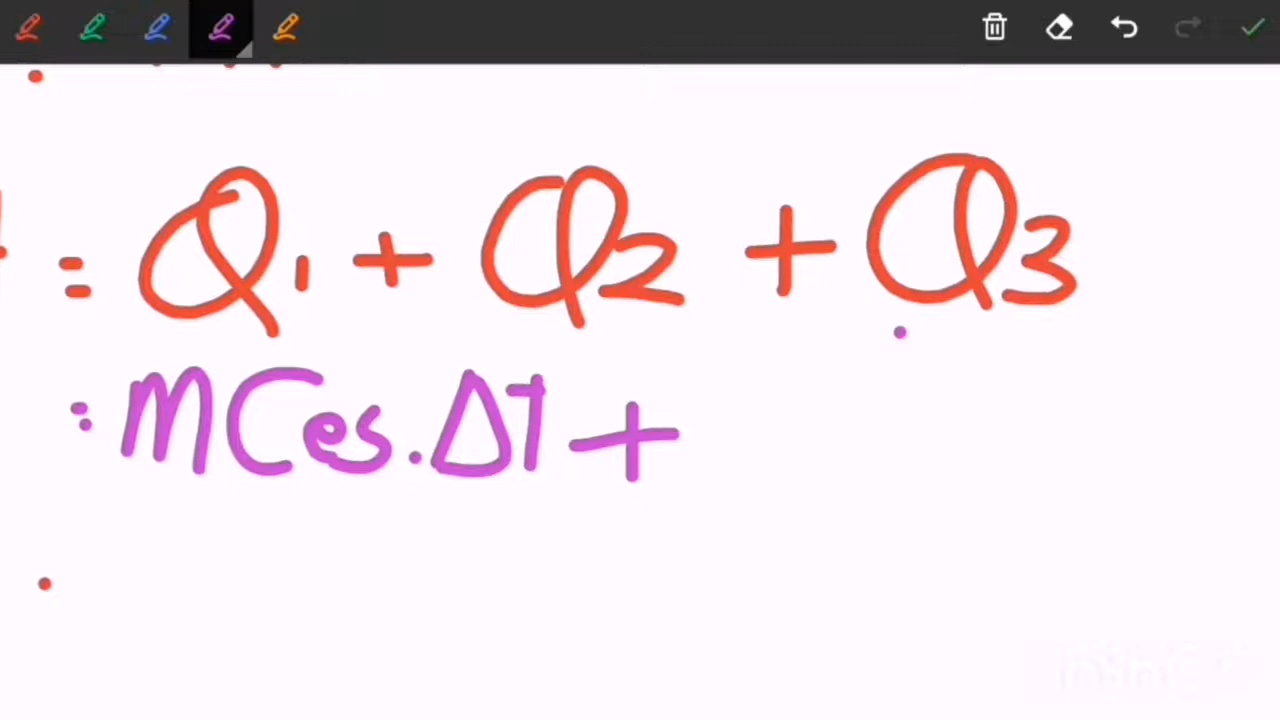 = Q1 + Q2 + Q3
= MCes.ΔT +